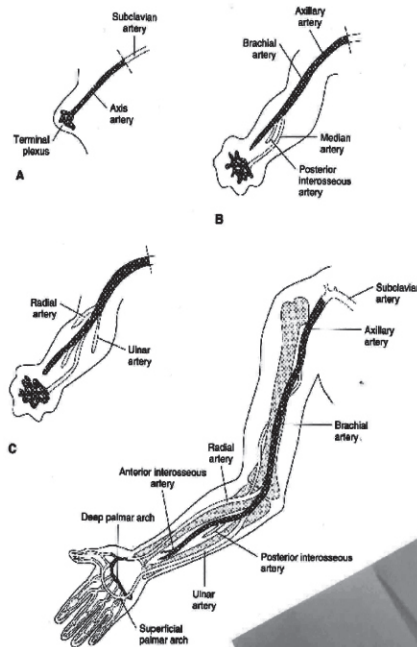 Subclavian
artery
Axis
artery
Terminal
plexus
A
Axillary
artery
Brachial
artery
Median
artery
Posterior
interosseous
artery
B
Radial
artery
Ulnar
artery
C
Subclavian
artery
Axillary
artery
Brachial
artery
Radial
artery
Anterior interosseous
artery
Deep palmar arch
Posterior interosseous
artery
Ulnar
artery
Superficial
palmar arch